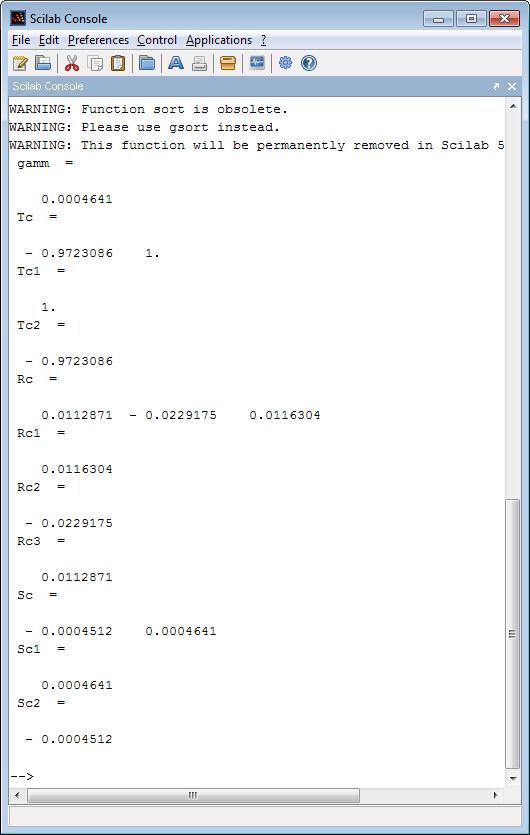 Scilab Console
File Edit Preferences Control Applications ?
Scilab Console
WARNING: Function sort is obsolete.
WARNING: Please use gsort instead.
WARNING: This function will be permanently removed in Scilab 5
gamm =
0.0004641
Tc =
- 0.9723086 1.
Tc1 =
1.
Tc2 =
- 0.9723086
Rc =
0.0112871 - 0.0229175 0.0116304
Rc1 =
0.0116304
Rc2 =
- 0.0229175
Rc3 =
0.0112871
Sc =
- 0.0004512 0.0004641
Sc1 =
0.0004641
Sc2 =
- 0.0004512
-->